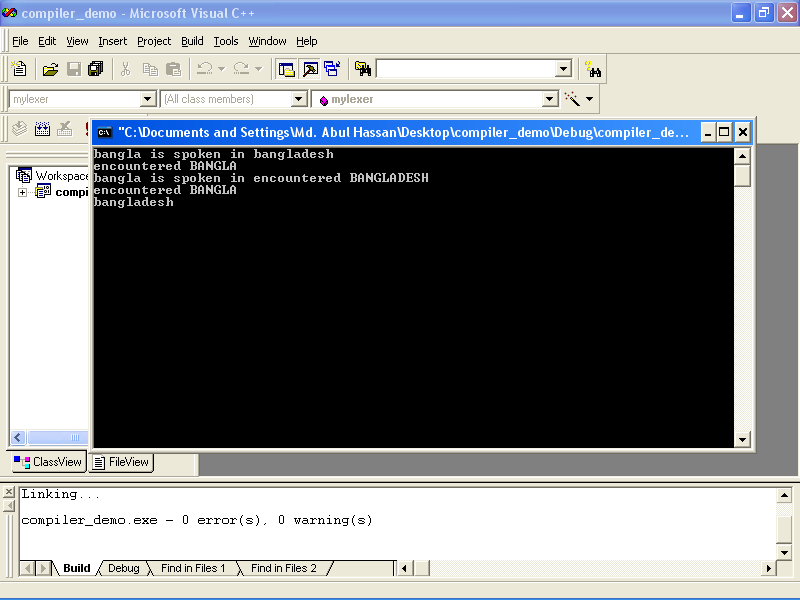 compiler_demo - Microsoft Visual C++
File Edit View Insert Project Build Tools Window Help
mylexer (All class members) mylexer
"C:\Documents and Settings\Md. Abul Hassan\Desktop\compiler_demo\Debug\compiler_de...
bangla is spoken in bangladesh
encountered BANGLA
bangla is spoken in encountered BANGLADESH
encountered BANGLA
bangladesh
Workspace
compi
ClassView FileView
Linking...
compiler_demo.exe - 0 error(s), 0 warning(s)
Build Debug Find in Files 1 Find in Files 2